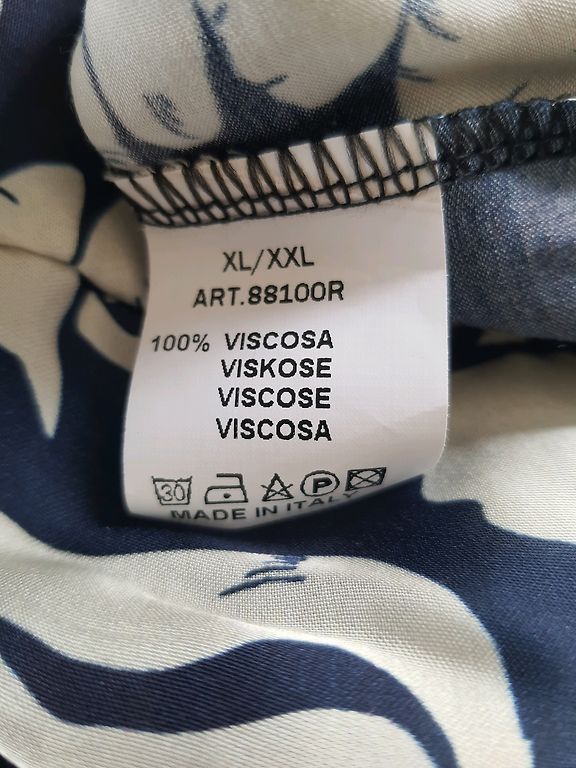 XL/XXL
ART.88100R
100% VISCOSA
VISKOSE
VISCOSE
VISCOSA
30 P
MADE IN ITALY